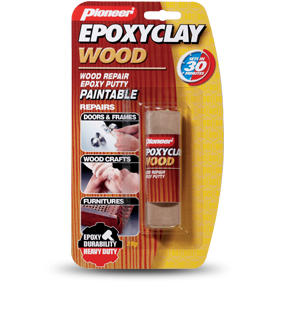 Pioneer
EPOXYCLAY
WOOD
SETS IN
30
MINUTES
WOOD REPAIR
EPOXY PUTTY
PAINTABLE
REPAIRS
DOORS & FRAMES
WOOD CRAFTS
FURNITURES
EPOXY
DURABILITY
HEAVY DUTY
Pioneer
EPOXYCLAY
WOOD
WOOD REPAIR
EPOXY PUTTY